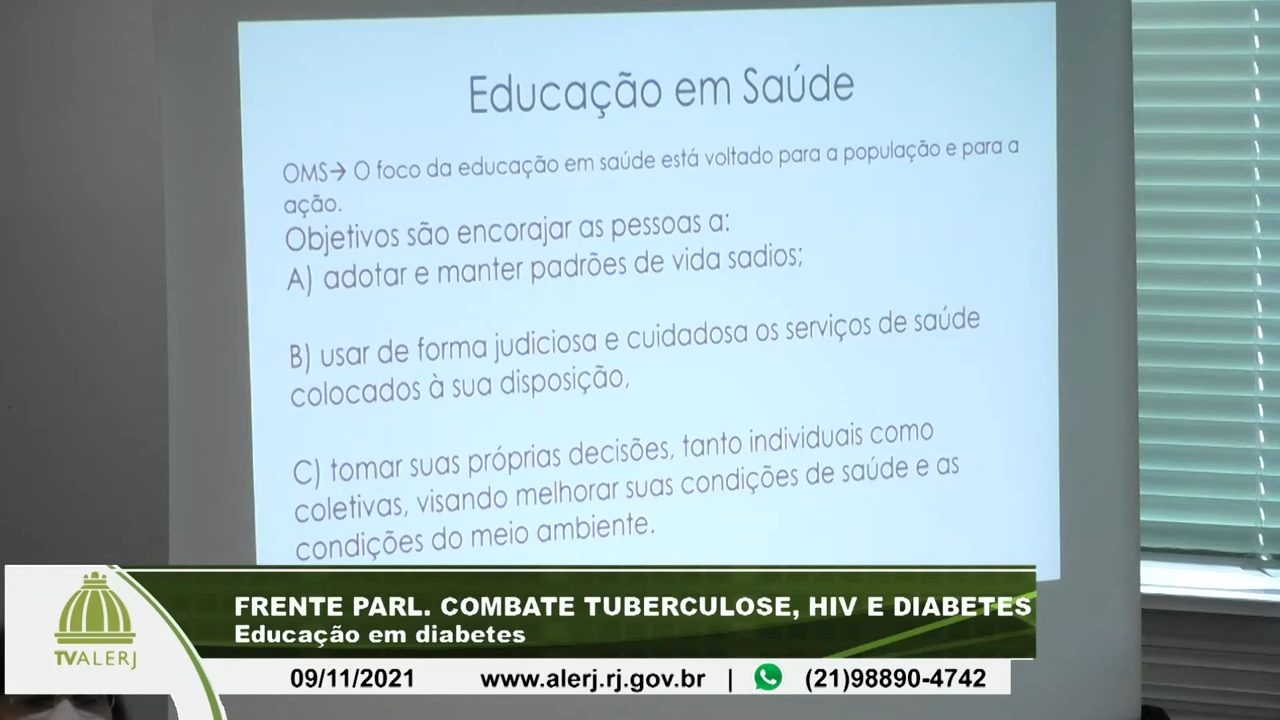 Educação em Saúde
OMS→ O foco da educação em saúde está voltado para a população e para a
ação.
Objetivos são encorajar as pessoas a:
A) adotar e manter padrões de vida sadios;
B) usar de forma judiciosa e cuidadosa os serviços de saúde
colocados à sua disposição,
C) tomar suas próprias decisões, tanto individuais como
coletivas, visando melhorar suas condições de saúde e as
condições do meio ambiente.
FRENTE PARL. COMBATE TUBERCULOSE, HIV E DIABETES
Educação em diabetes
TVALERJ
09/11/2021 www.alerj.rj.gov.br | (21)98890-4742